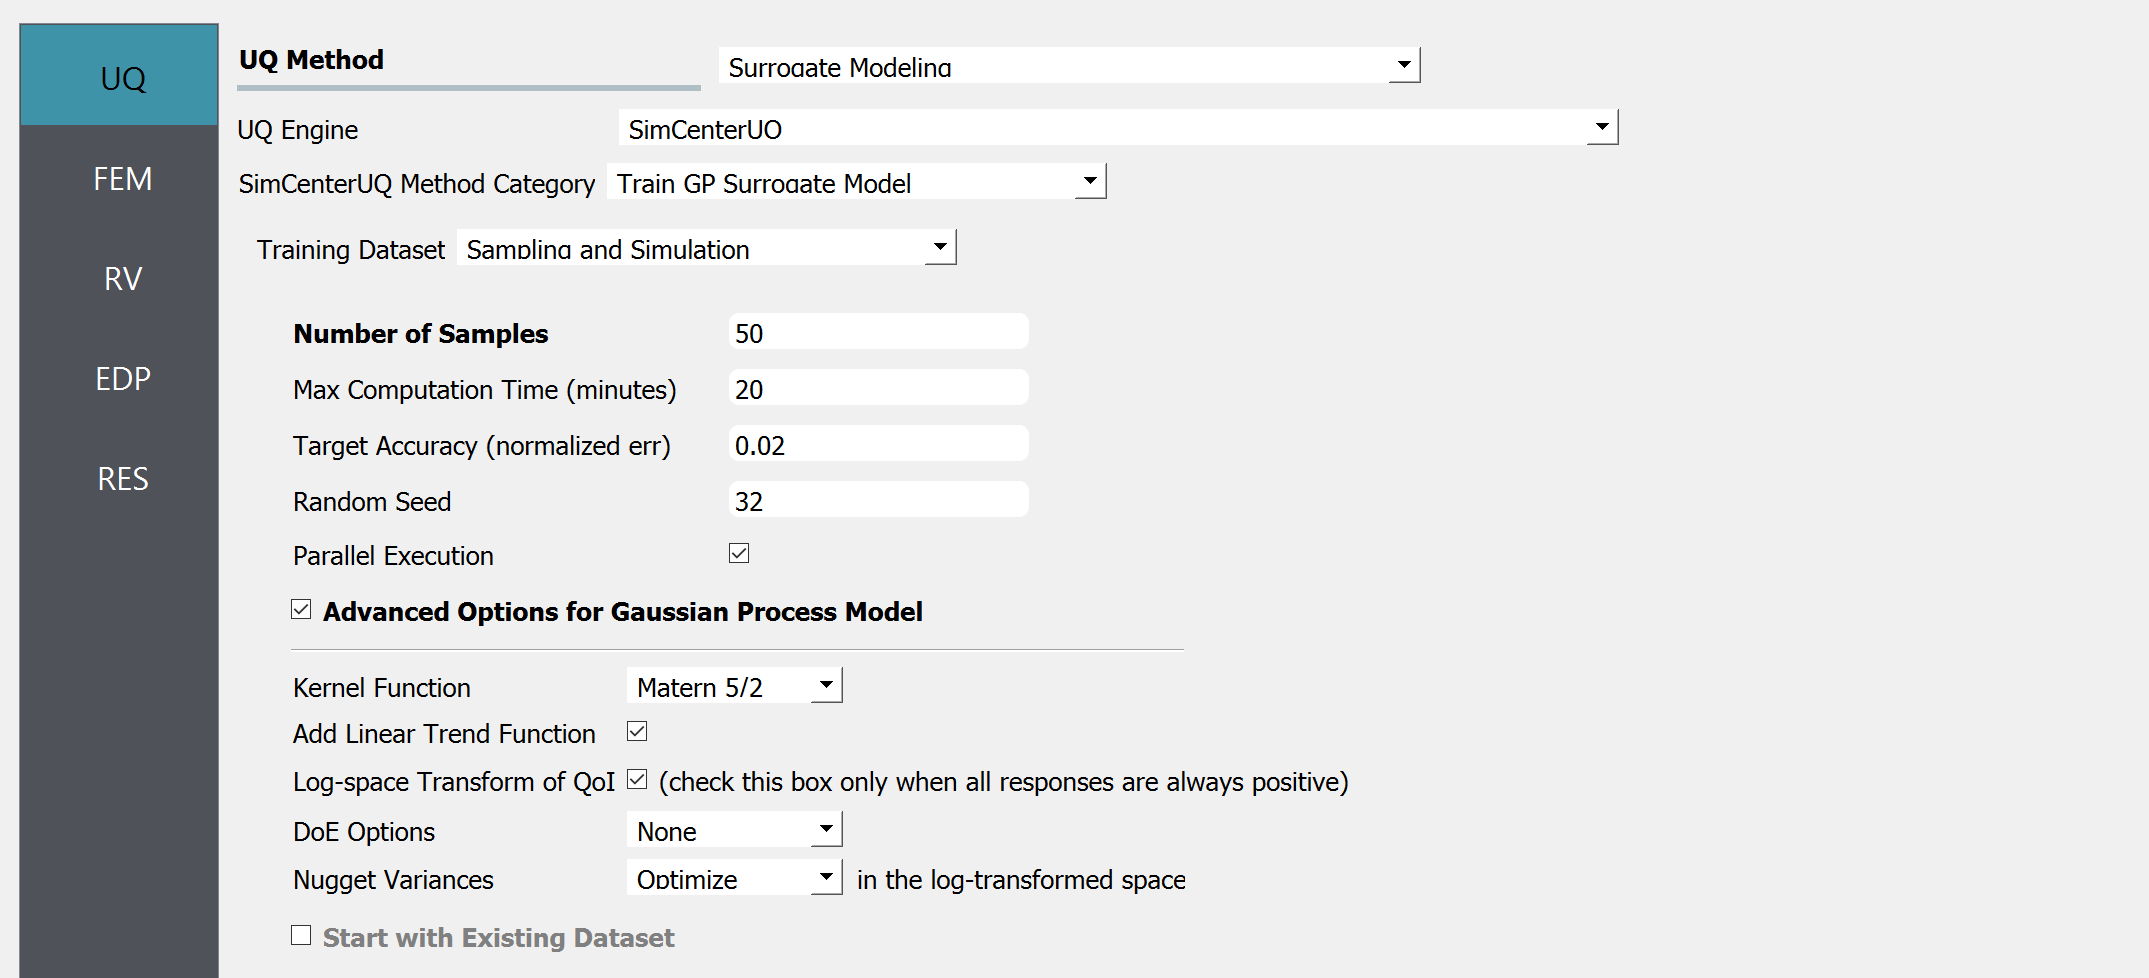 UQ
FEM
RV
EDP
RES
UQ Method Surrogate Modeling
UQ Engine SimCenterUQ
SimCenterUQ Method Category Train GP Surrogate Model
Training Dataset Sampling and Simulation
Number of Samples 50
Max Computation Time (minutes) 20
Target Accuracy (normalized err) 0.02
Random Seed 32
Parallel Execution
Advanced Options for Gaussian Process Model
Kernel Function Matern 5/2
Add Linear Trend Function
Log-space Transform of QoI (check this box only when all responses are always positive)
DoE Options None
Nugget Variances Optimize in the log-transformed space
Start with Existing Dataset